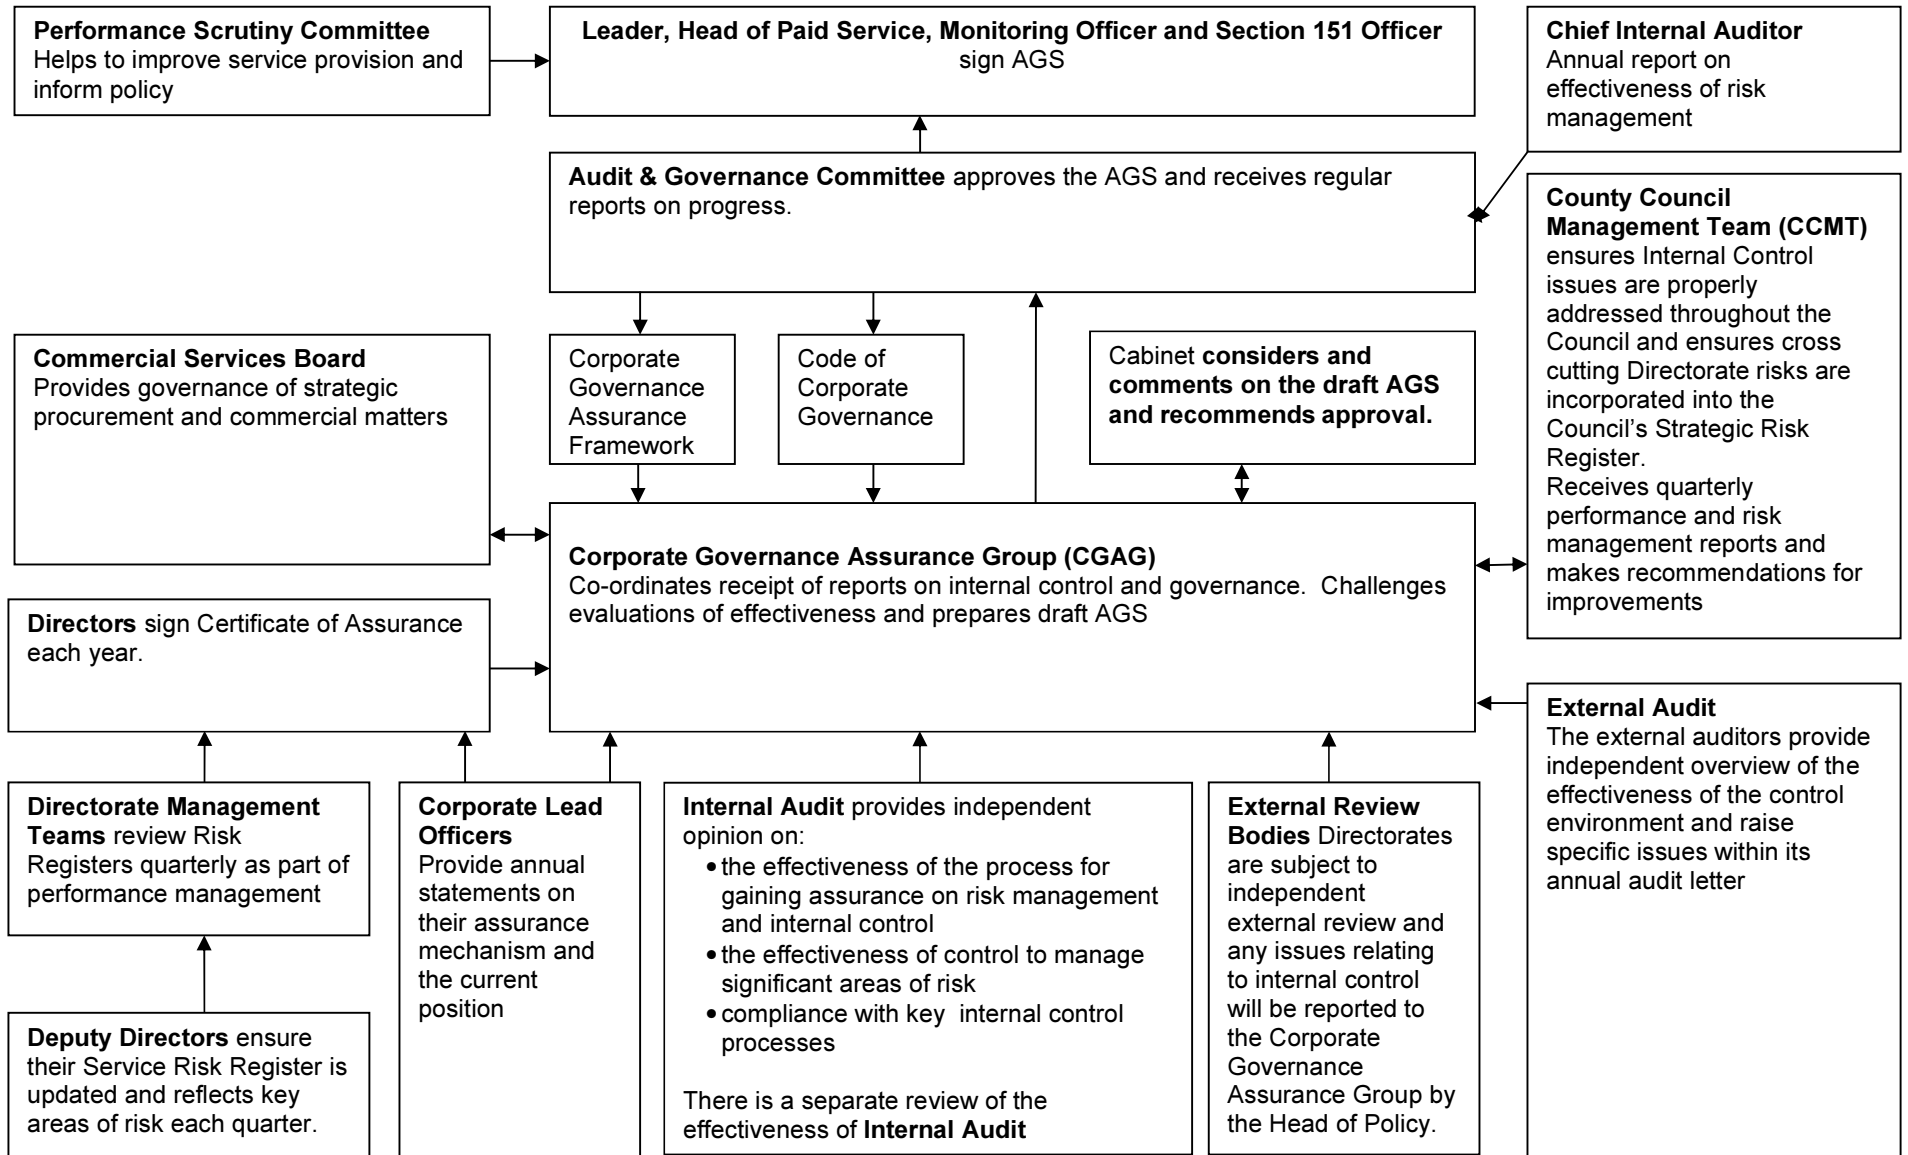 Performance Scrutiny Committee
Helps to improve service provision and
inform policy
Leader, Head of Paid Service, Monitoring Officer and Section 151 Officer
sign AGS
Chief Internal Auditor
Annual report on
effectiveness of risk
management
Audit & Governance Committee approves the AGS and receives regular
reports on progress.
County Council
Management Team (CCMT)
ensures Internal Control
issues are properly
addressed throughout the
Council and ensures cross
cutting Directorate risks are
incorporated into the
Council’s Strategic Risk
Register.
Receives quarterly
performance and risk
management reports and
makes recommendations for
improvements
Commercial Services Board
Provides governance of strategic
procurement and commercial matters
Corporate
Governance
Assurance
Framework
Code of
Corporate
Governance
Cabinet considers and
comments on the draft AGS
and recommends approval.
Corporate Governance Assurance Group (CGAG)
Co-ordinates receipt of reports on internal control and governance.  Challenges
evaluations of effectiveness and prepares draft AGS
Directors sign Certificate of Assurance
each year.
External Audit
The external auditors provide
independent overview of the
effectiveness of the control
environment and raise
specific issues within its
annual audit letter
Directorate Management
Teams review Risk
Registers quarterly as part of
performance management
Corporate Lead
Officers
Provide annual
statements on
their assurance
mechanism and
the current
position
Internal Audit provides independent
opinion on:
• the effectiveness of the process for
gaining assurance on risk management
and internal control
• the effectiveness of control to manage
significant areas of risk
• compliance with key  internal control
processes
There is a separate review of the
effectiveness of Internal Audit
External Review
Bodies Directorates
are subject to
independent
external review and
any issues relating
to internal control
will be reported to
the Corporate
Governance
Assurance Group by
the Head of Policy.
Deputy Directors ensure
their Service Risk Register is
updated and reflects key
areas of risk each quarter.